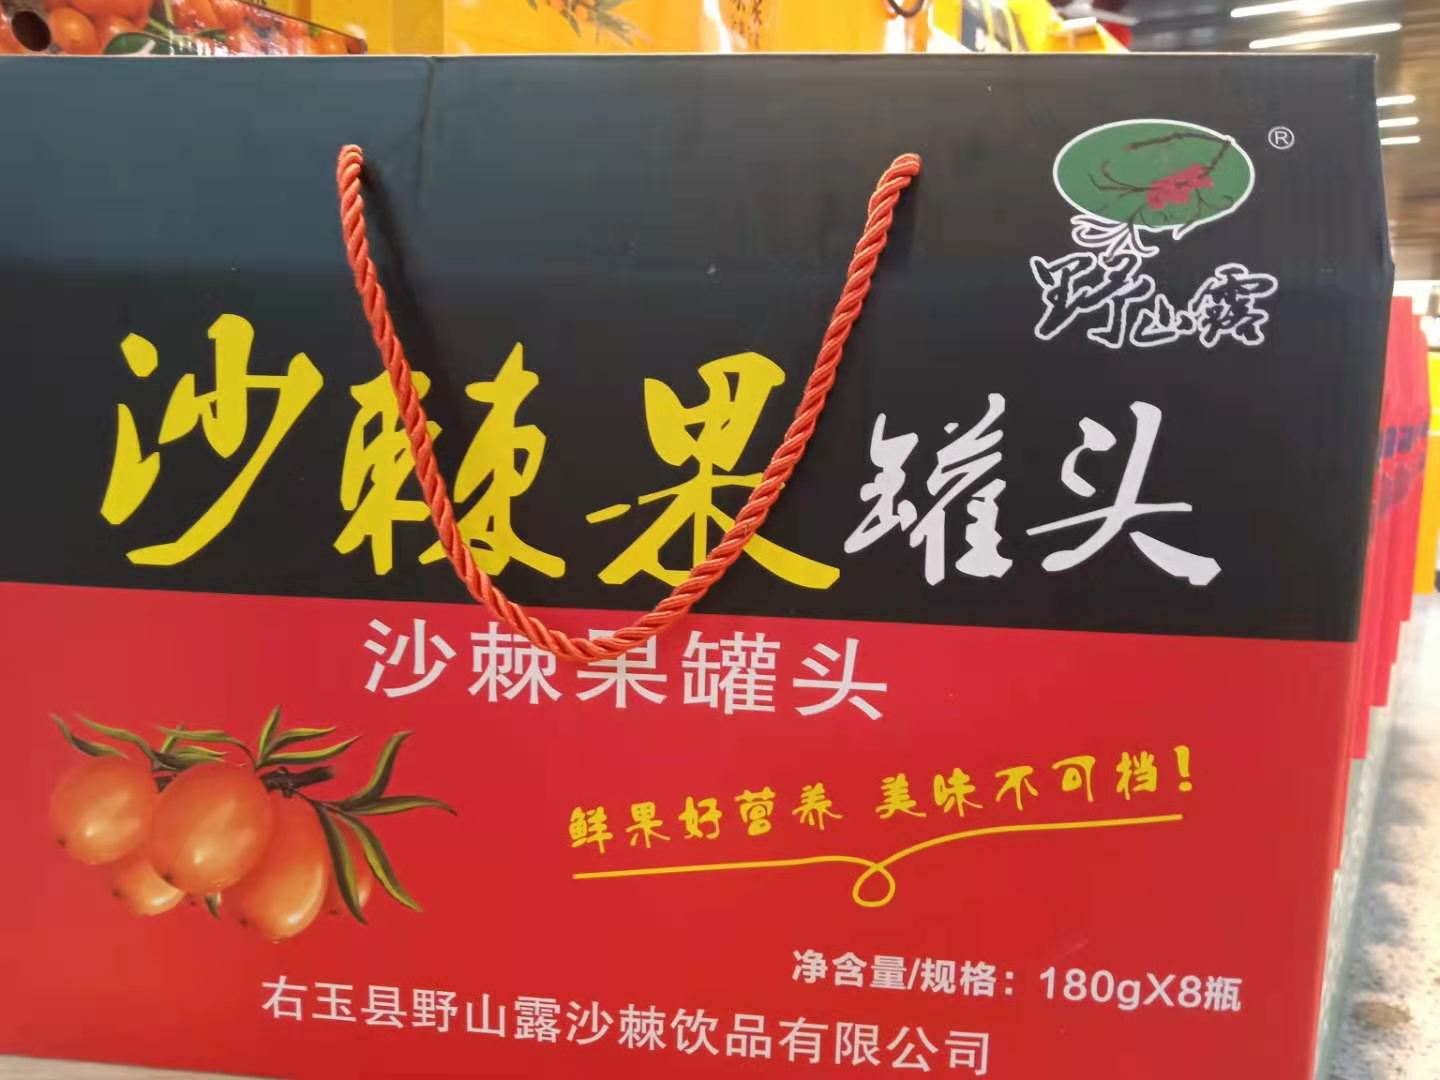 ®
野山露
沙棘果罐头
沙棘果罐头
鲜果好营养 美味不可档!
净含量/规格：180gX8瓶
右玉县野山露沙棘饮品有限公司